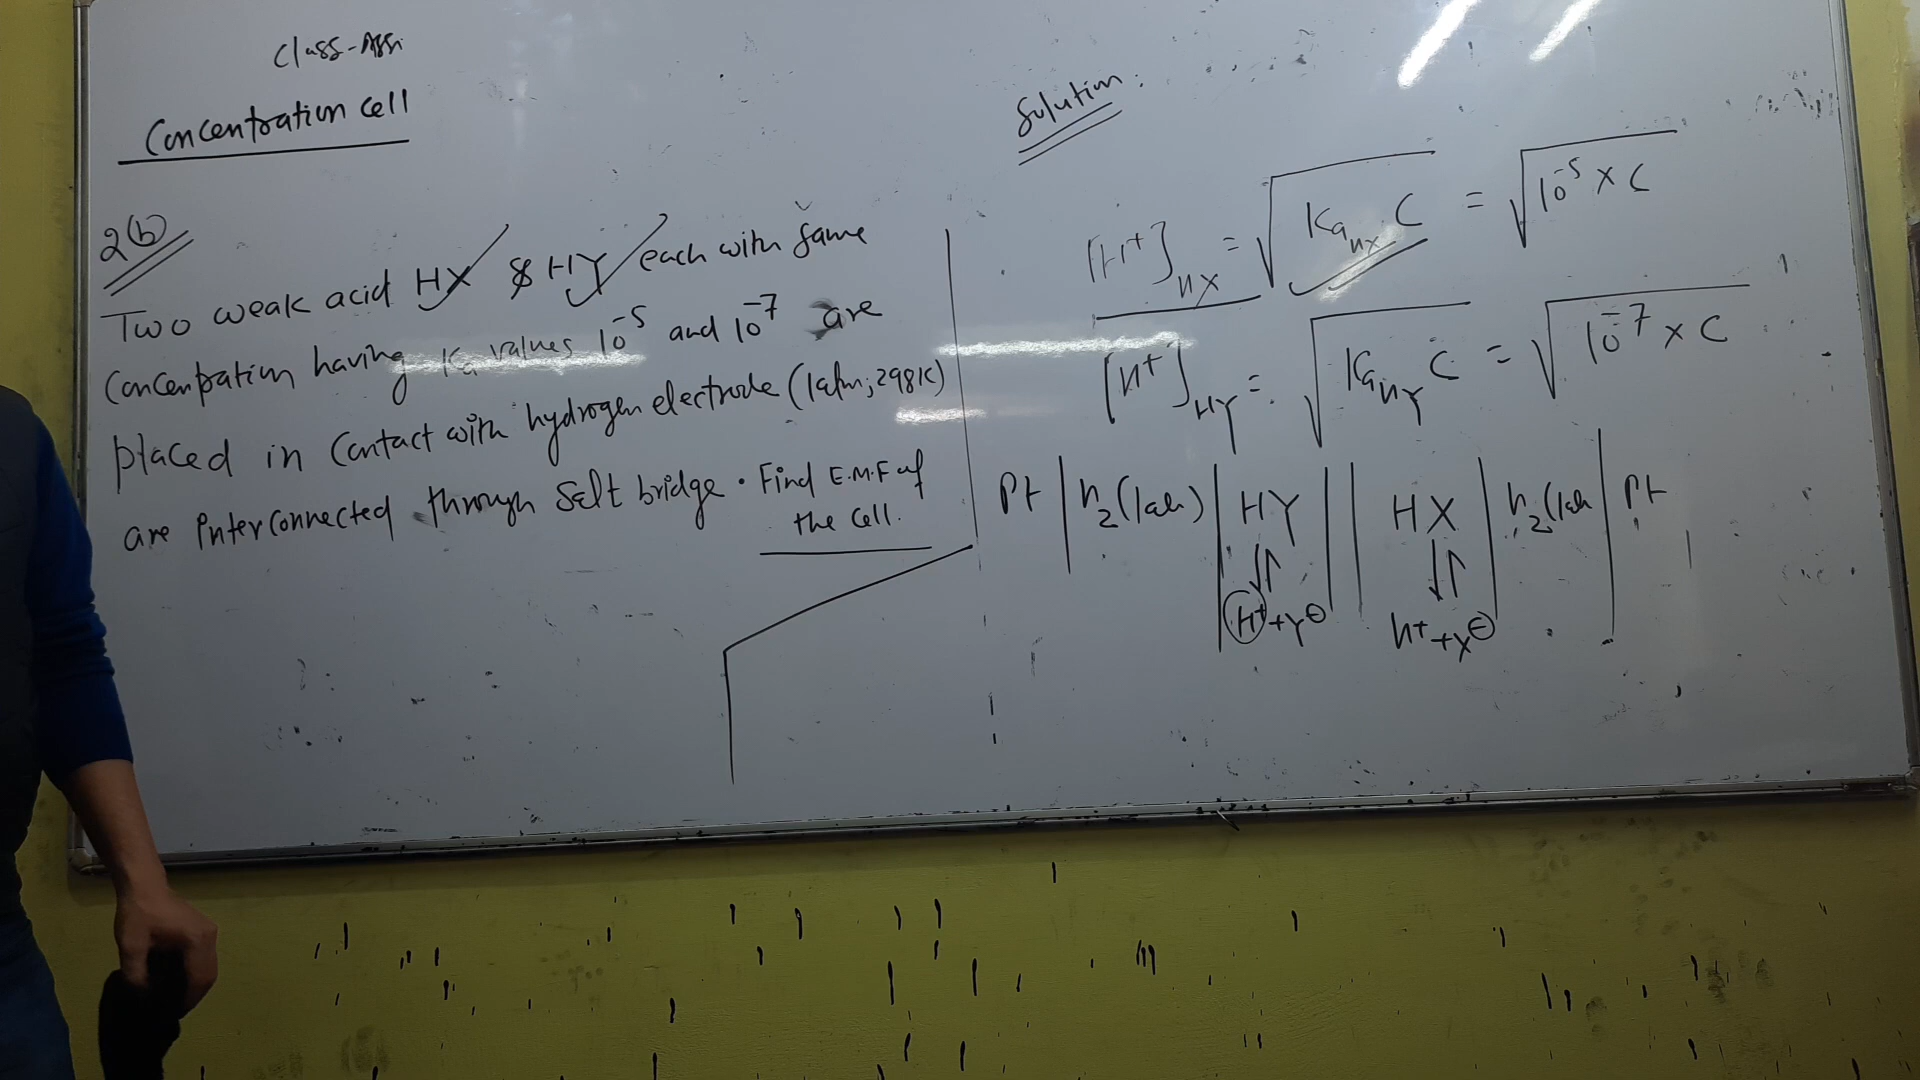 Class-Assi
Concentration cell
2(b)
Two weak acid HX & HY each with same
Concentration having Ka values 10^-5 and 10^-7 are
placed in Contact with hydrogen electrode (1atm; 298K)
are interconnected through Salt bridge. Find E.M.F of
the cell.
Solution:
[H+]HX = √(KaHX C) = √(10^-5 × C)
[H+]HY = √(KaHY C) = √(10^-7 × C)
Pt | H2(1atm) | HY || HX | H2(1atm | Pt
⇌ ⇌
H+ + Y⊖ H+ + X⊖